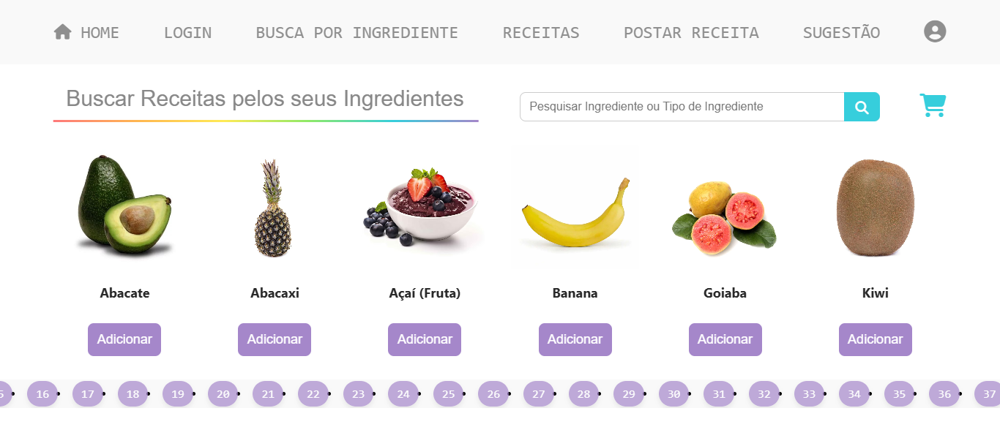 HOME LOGIN BUSCA POR INGREDIENTE RECEITAS POSTAR RECEITA SUGESTÃO
Buscar Receitas pelos seus Ingredientes
Pesquisar Ingrediente ou Tipo de Ingrediente
Abacate Abacaxi Açaí (Fruta) Banana Goiaba Kiwi
Adicionar Adicionar Adicionar Adicionar Adicionar Adicionar
16 17 18 19 20 21 22 23 24 25 26 27 28 29 30 31 32 33 34 35 36 37